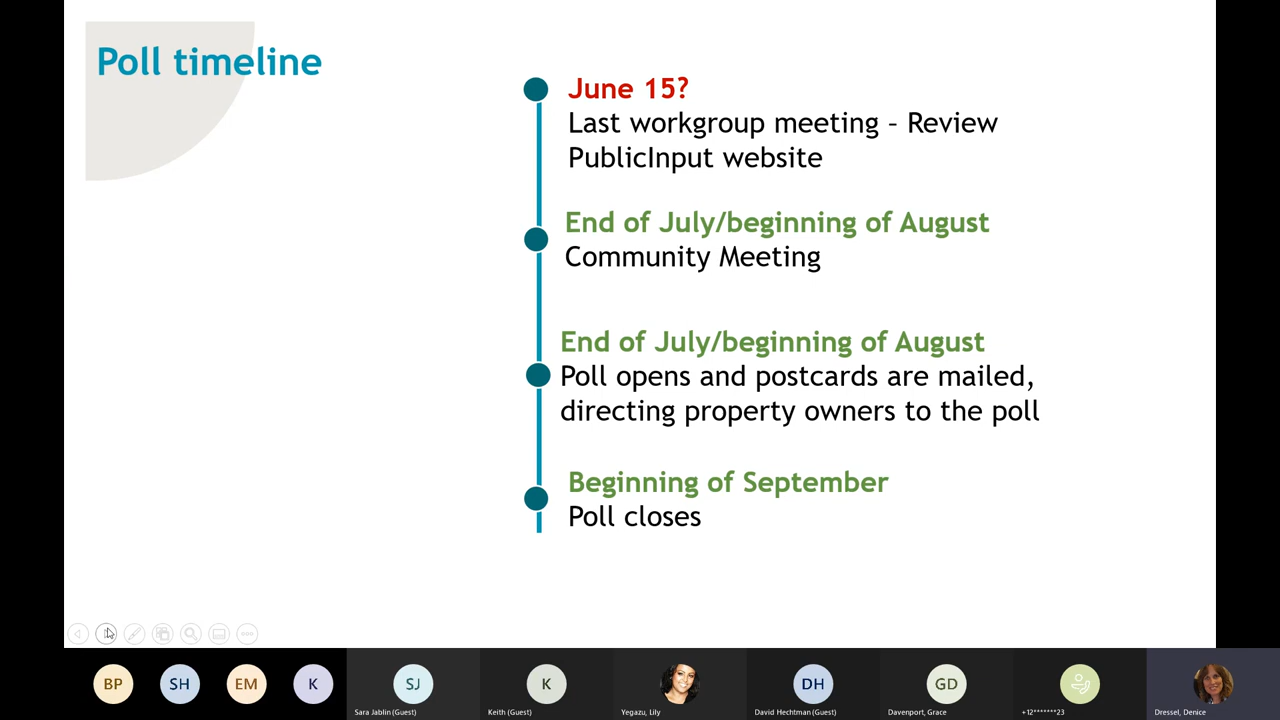 Poll timeline
June 15?
Last workgroup meeting – Review
PublicInput website
End of July/beginning of August
Community Meeting
End of July/beginning of August
Poll opens and postcards are mailed,
directing property owners to the poll
Beginning of September
Poll closes
BP
SH
EM
K
SJ
K
DH
GD
Sara Jablin (Guest)
Keith (Guest)
Yegazu, Lily
David Hechtman (Guest)
Davenport, Grace
+12*******23
Dressel, Denice